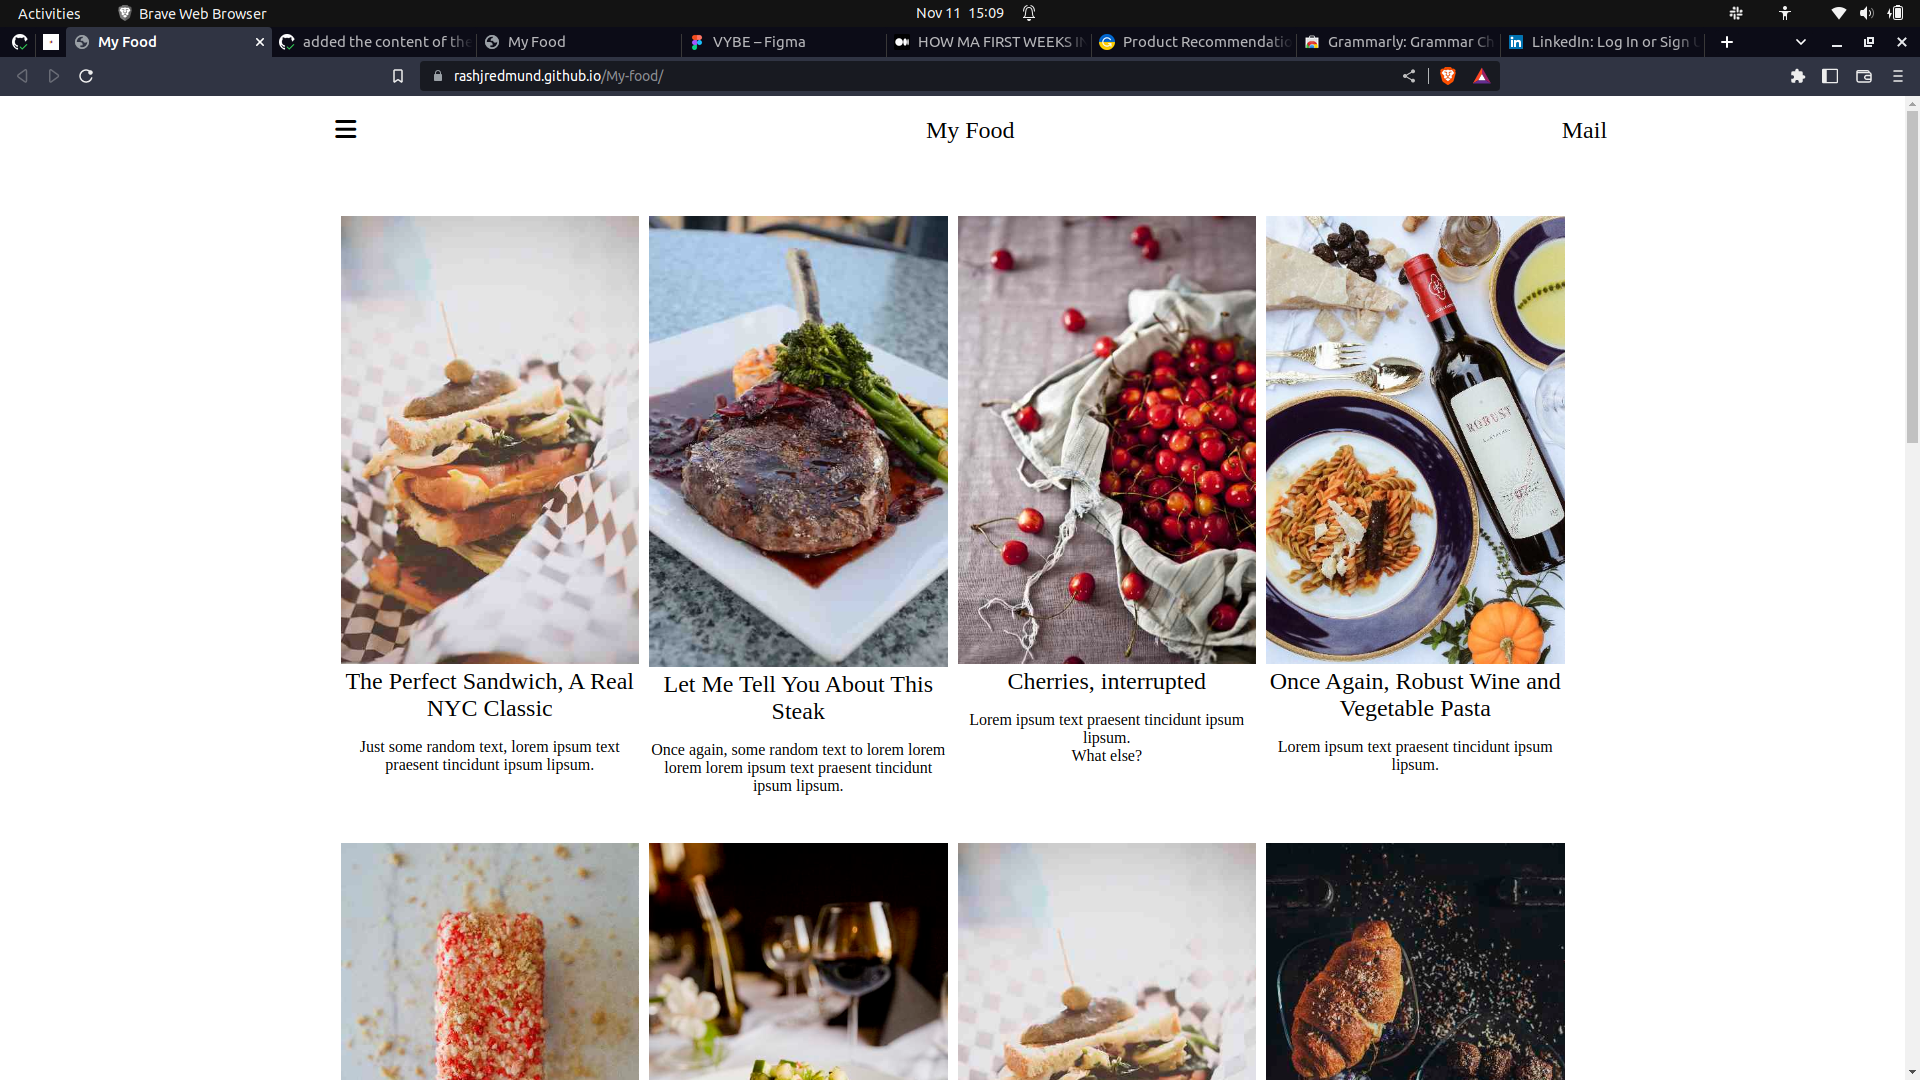 Activities
Brave Web Browser
Nov 11 15:09
My Food
added the content of the
My Food
VYBE – Figma
HOW MA FIRST WEEKS IN
Product Recommendatio
Grammarly: Grammar Ch
LinkedIn: Log In or Sign U
rashjredmund.github.io/My-food/
My Food
Mail
ROBUST
The Perfect Sandwich, A Real
NYC Classic
Just some random text, lorem ipsum text
praesent tincidunt ipsum lipsum.
Let Me Tell You About This
Steak
Once again, some random text to lorem lorem
lorem lorem ipsum text praesent tincidunt
ipsum lipsum.
Cherries, interrupted
Lorem ipsum text praesent tincidunt ipsum
lipsum.
What else?
Once Again, Robust Wine and
Vegetable Pasta
Lorem ipsum text praesent tincidunt ipsum
lipsum.